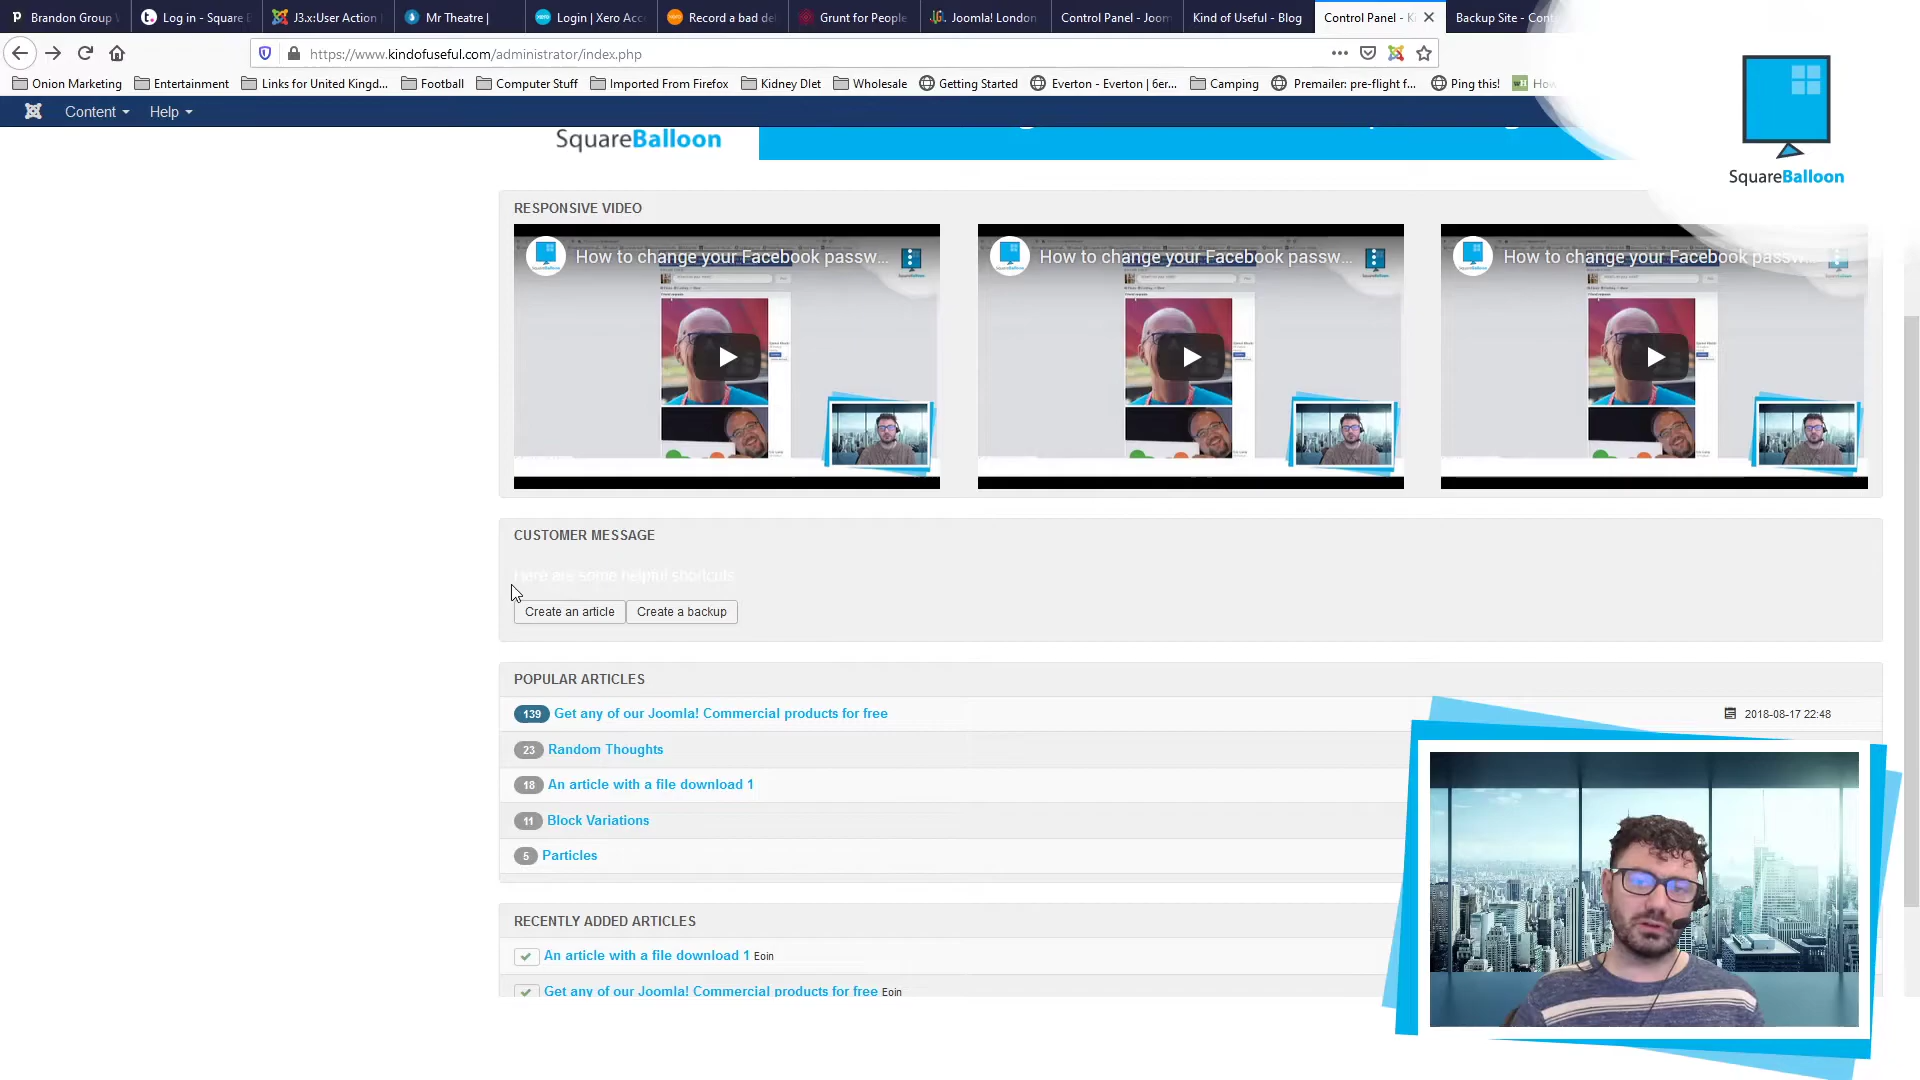 Brandon Group
Log in - Square
J3.x:User Action
Mr Theatre |
Login | Xero Acc
Record a bad de
Grunt for People
Joomla! London
Control Panel - Joom
Kind of Useful - Blog
Control Panel - K
Backup Site - Cont
https://www.kindofuseful.com/administrator/index.php
Onion Marketing
Entertainment
Links for United Kingd...
Football
Computer Stuff
Imported From Firefox
Kidney DIet
Wholesale
Getting Started
Everton - Everton | 6er...
Camping
Premailer: pre-flight f...
Ping this!
How
Content
Help
SquareBalloon
SquareBalloon
RESPONSIVE VIDEO
How to change your Facebook passw...
How to change your Facebook passw...
How to change your Facebook passw...
CUSTOMER MESSAGE
Here are some helpful shortcuts
Create an article
Create a backup
POPULAR ARTICLES
139 Get any of our Joomla! Commercial products for free
2018-08-17 22:48
23 Random Thoughts
18 An article with a file download 1
11 Block Variations
5 Particles
RECENTLY ADDED ARTICLES
An article with a file download 1 Eoin
Get any of our Joomla! Commercial products for free Eoin